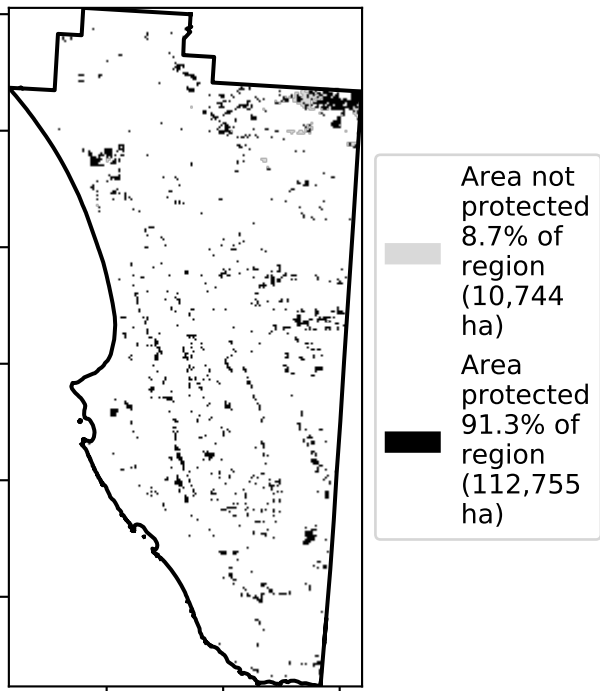 Area not
protected
8.7% of
region
(10,744
ha)
Area
protected
91.3% of
region
(112,755
ha)